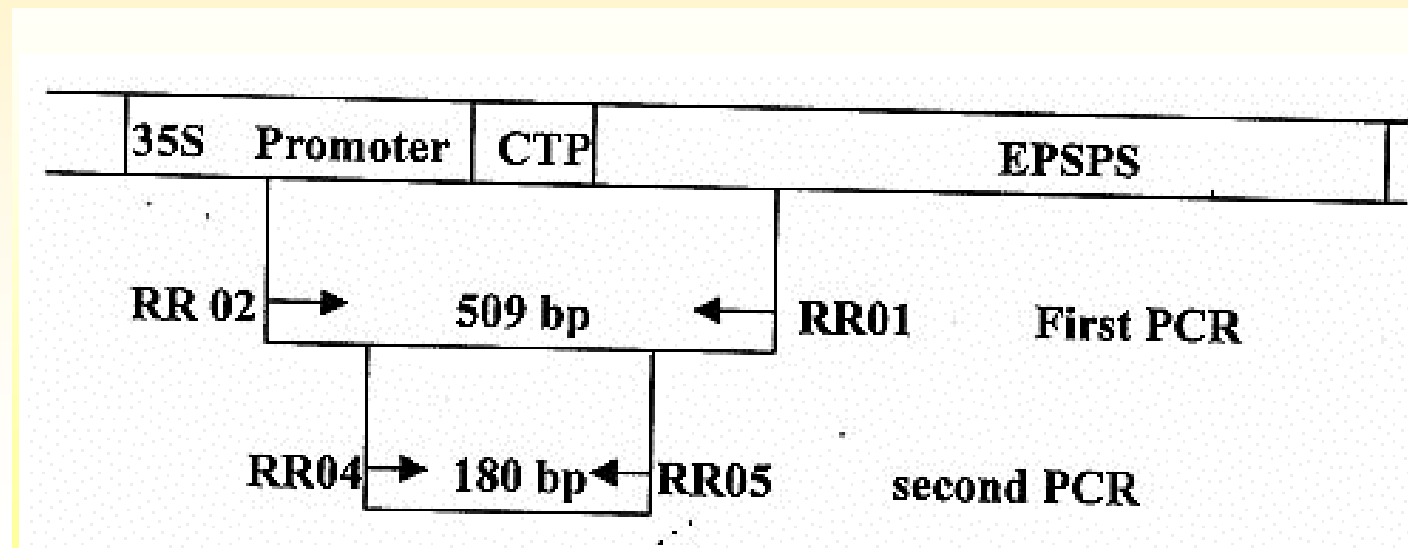 35S Promoter CTP EPSPS
RR 02 509 bp RR01 First PCR
RR04 180 bp RR05 second PCR